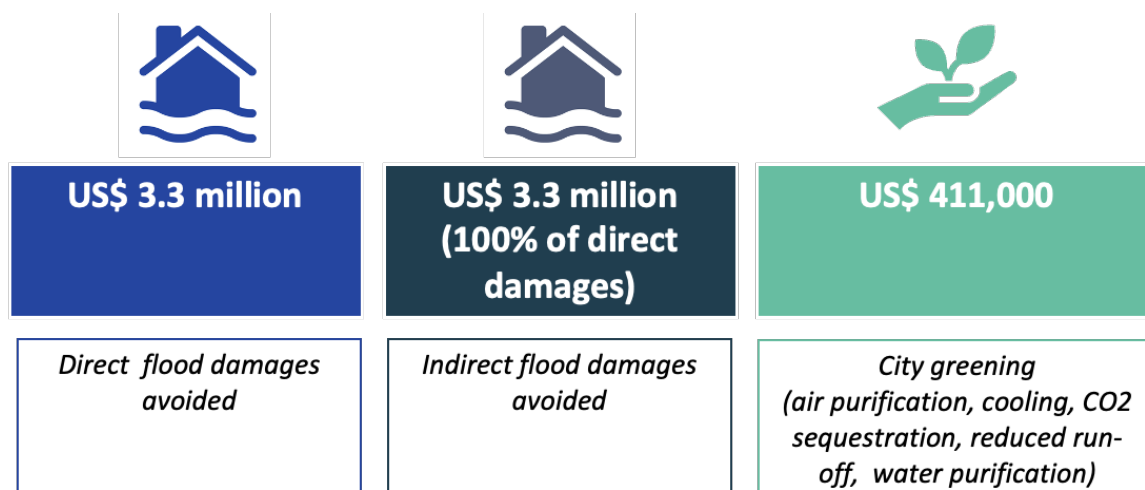 US$ 3.3 million
Direct flood damages
avoided
US$ 3.3 million
(100% of direct
damages)
Indirect flood damages
avoided
US$ 411,000
City greening
(air purification, cooling, CO2
sequestration, reduced run-
off, water purification)